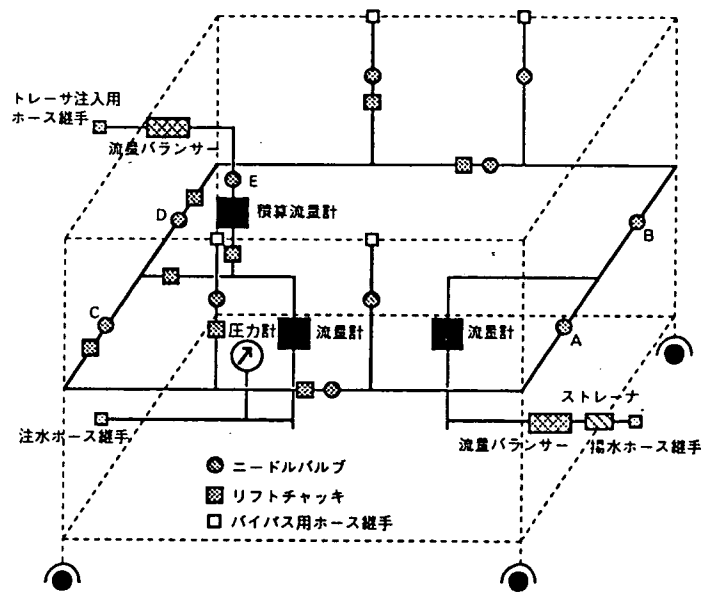 トレーサ注入用
ホース継手
流量バランサー
E
D
積算流量計
B
C
圧力計
流量計
流量計
A
ストレーナ
注水ホース継手
流量バランサー
揚水ホース継手
ニードルバルブ
リフトチャッキ
バイパス用ホース継手